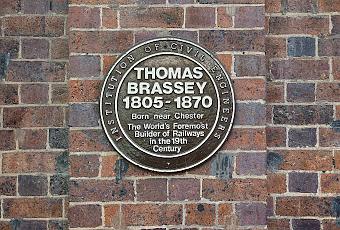 INSTITUTION OF CIVIL ENGINEERS
THOMAS
BRASSEY
1805-1870
Born near Chester
The World's Foremost
Builder of Railways
in the 19th
Century